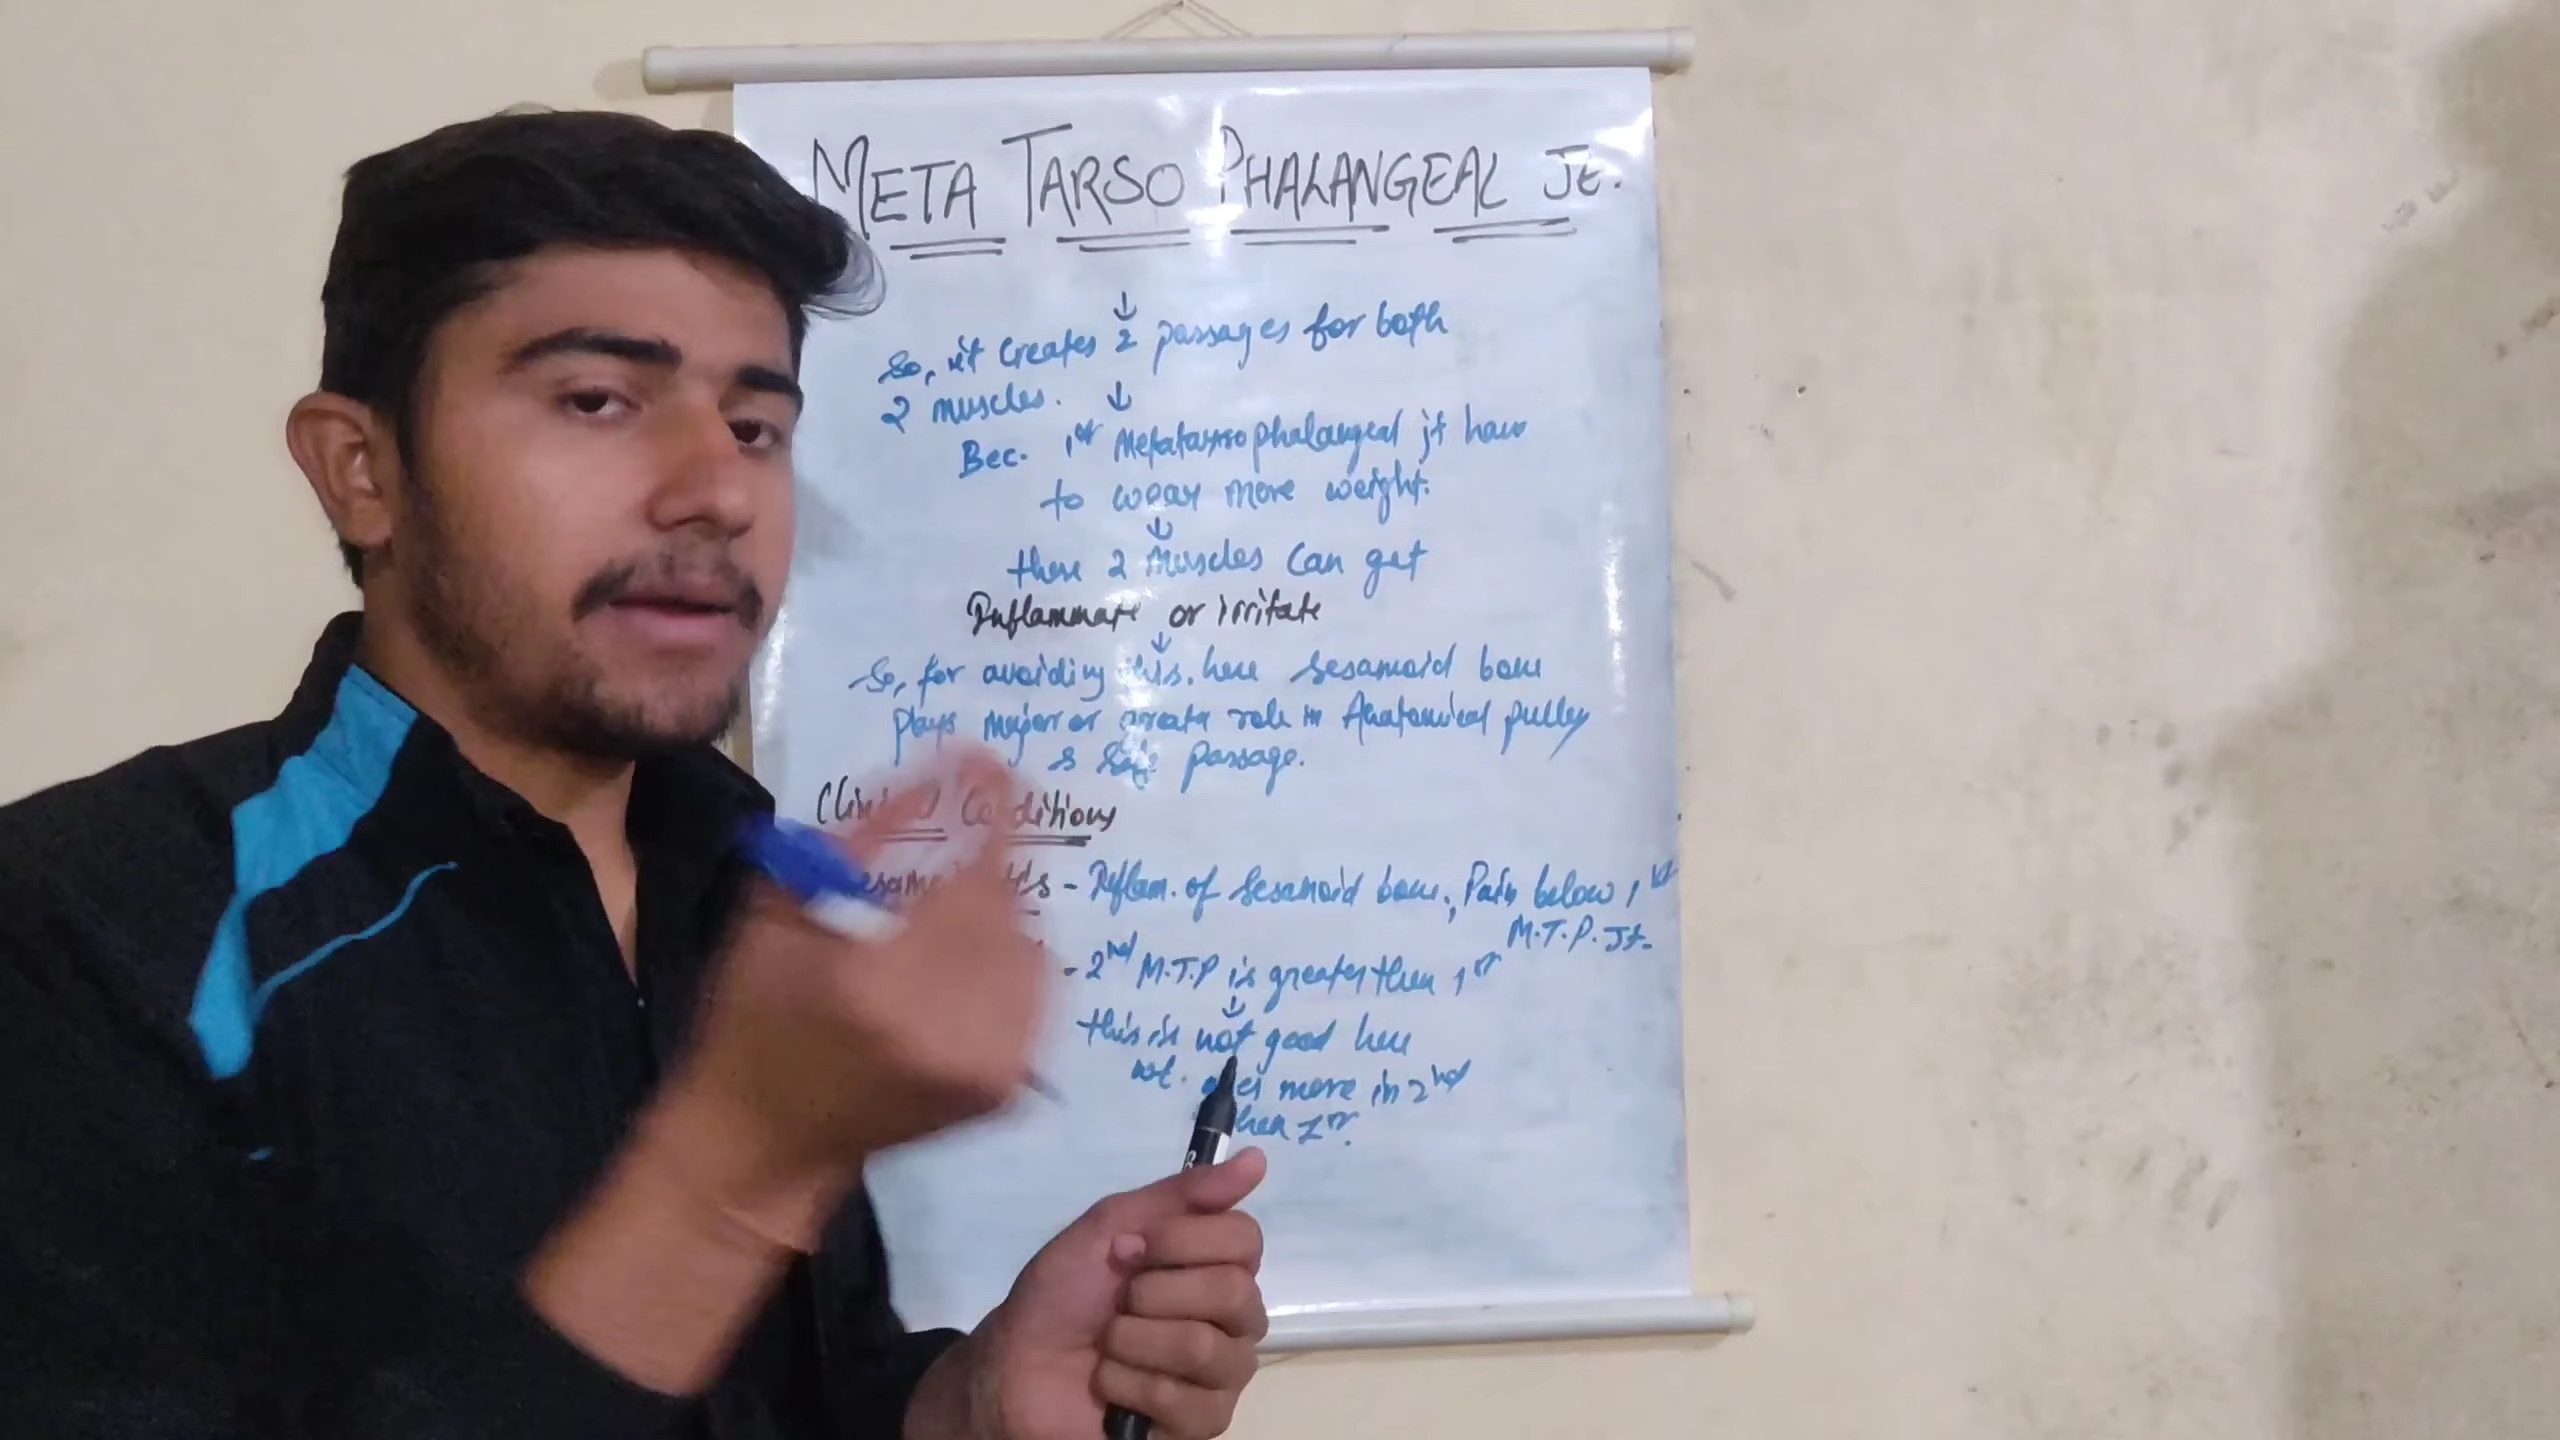 META TARSO PHALANGEAL Jt.
So, it creates 2 passages for both
2 muscles.
Bec. 1st Metatarsophalangeal jt have
to wear more weight.
these 2 Muscles can get
Inflammate or irritate
So, for avoiding this. here Sesamoid bone
plays major or greata role in Anatomical pulley
& Safe passage.
Clinical Conditions
- Inflam. of Sesamoid bone., Pain below 1st
M.T.P. Jt.
- 2nd M.T.P is greater then 1st
this is not good here
wt. more in 2nd
then 1st.